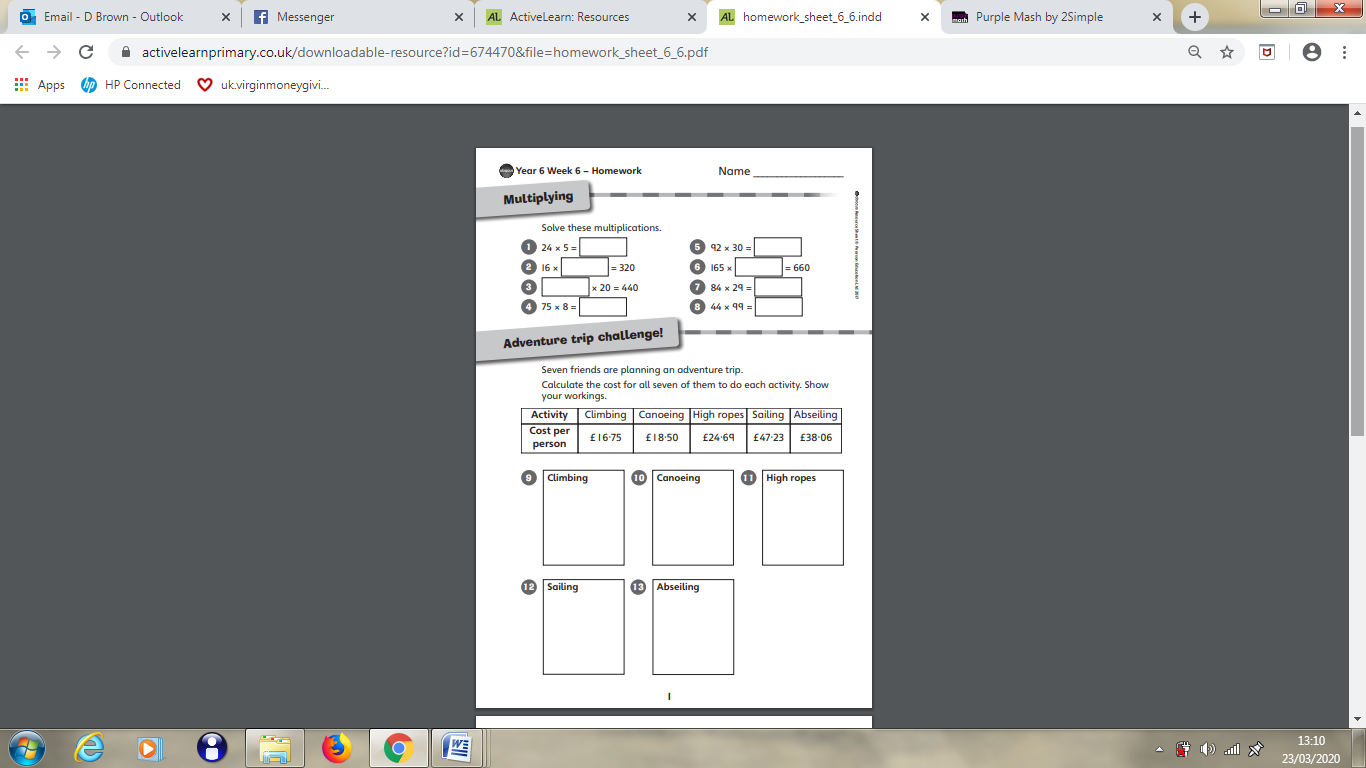 Email - D Brown - Outlook
Messenger
ActiveLearn: Resources
homework_sheet_6_6.indd
Purple Mash by 2Simple
activelearnprimary.co.uk/downloadable-resource?id=674470&file=homework_sheet_6_6.pdf
Apps
HP Connected
uk.virginmoneygivi...
Year 6 Week 6 – Homework
Name
Multiplying
Solve these multiplications.
1 24 × 5 =
2 16 × = 320
3 × 20 = 440
4 75 × 8 =
5 92 × 30 =
6 165 × = 660
7 84 × 29 =
8 44 × 99 =
Adventure trip challenge!
Seven friends are planning an adventure trip.
Calculate the cost for all seven of them to do each activity. Show
your workings.
Activity Climbing Canoeing High ropes Sailing Abseiling
Cost per person £16·75 £18·50 £24·69 £47·23 £38·06
9 Climbing
10 Canoeing
11 High ropes
12 Sailing
13 Abseiling
1
13:10
23/03/2020